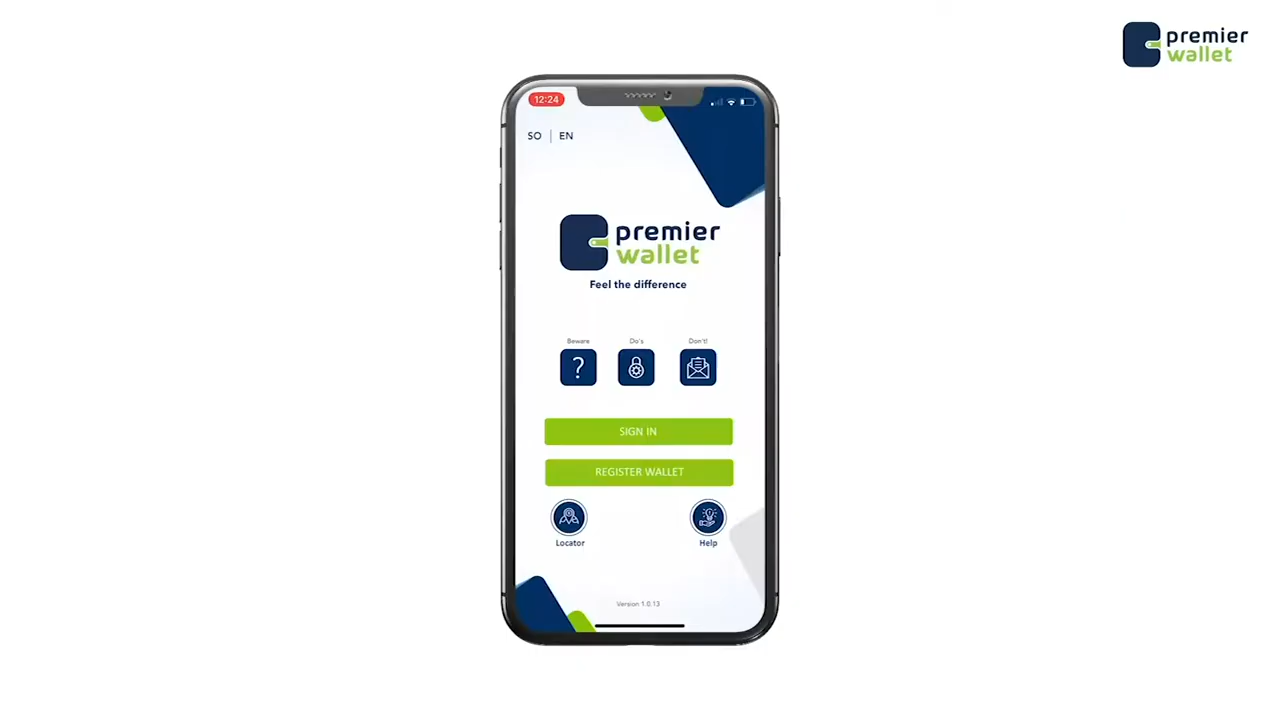 premier
wallet
12:24
SO | EN
premier
wallet
Feel the difference
Beware
Do's
Don't!
?
SIGN IN
REGISTER WALLET
Locator
Help
Version 1.0.13